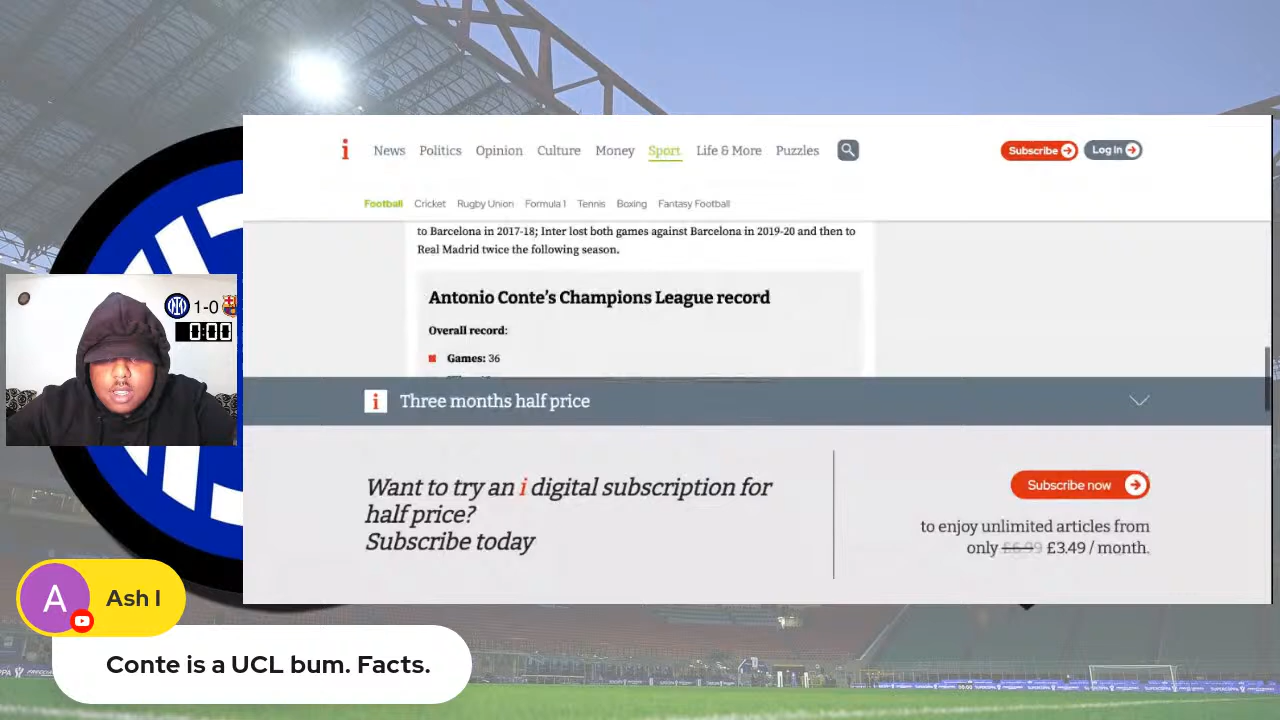 i News Politics Opinion Culture Money Sport Life & More Puzzles Subscribe Log in
Football Cricket Rugby Union Formula 1 Tennis Boxing Fantasy Football
to Barcelona in 2017-18; Inter lost both games against Barcelona in 2019-20 and then to
Real Madrid twice the following season.
Antonio Conte's Champions League record
Overall record:
Games: 36
1-0
0:00
i Three months half price
Want to try an i digital subscription for
half price?
Subscribe today
Subscribe now
to enjoy unlimited articles from
only £6.99 £3.49 / month.
A Ash I
Conte is a UCL bum. Facts.